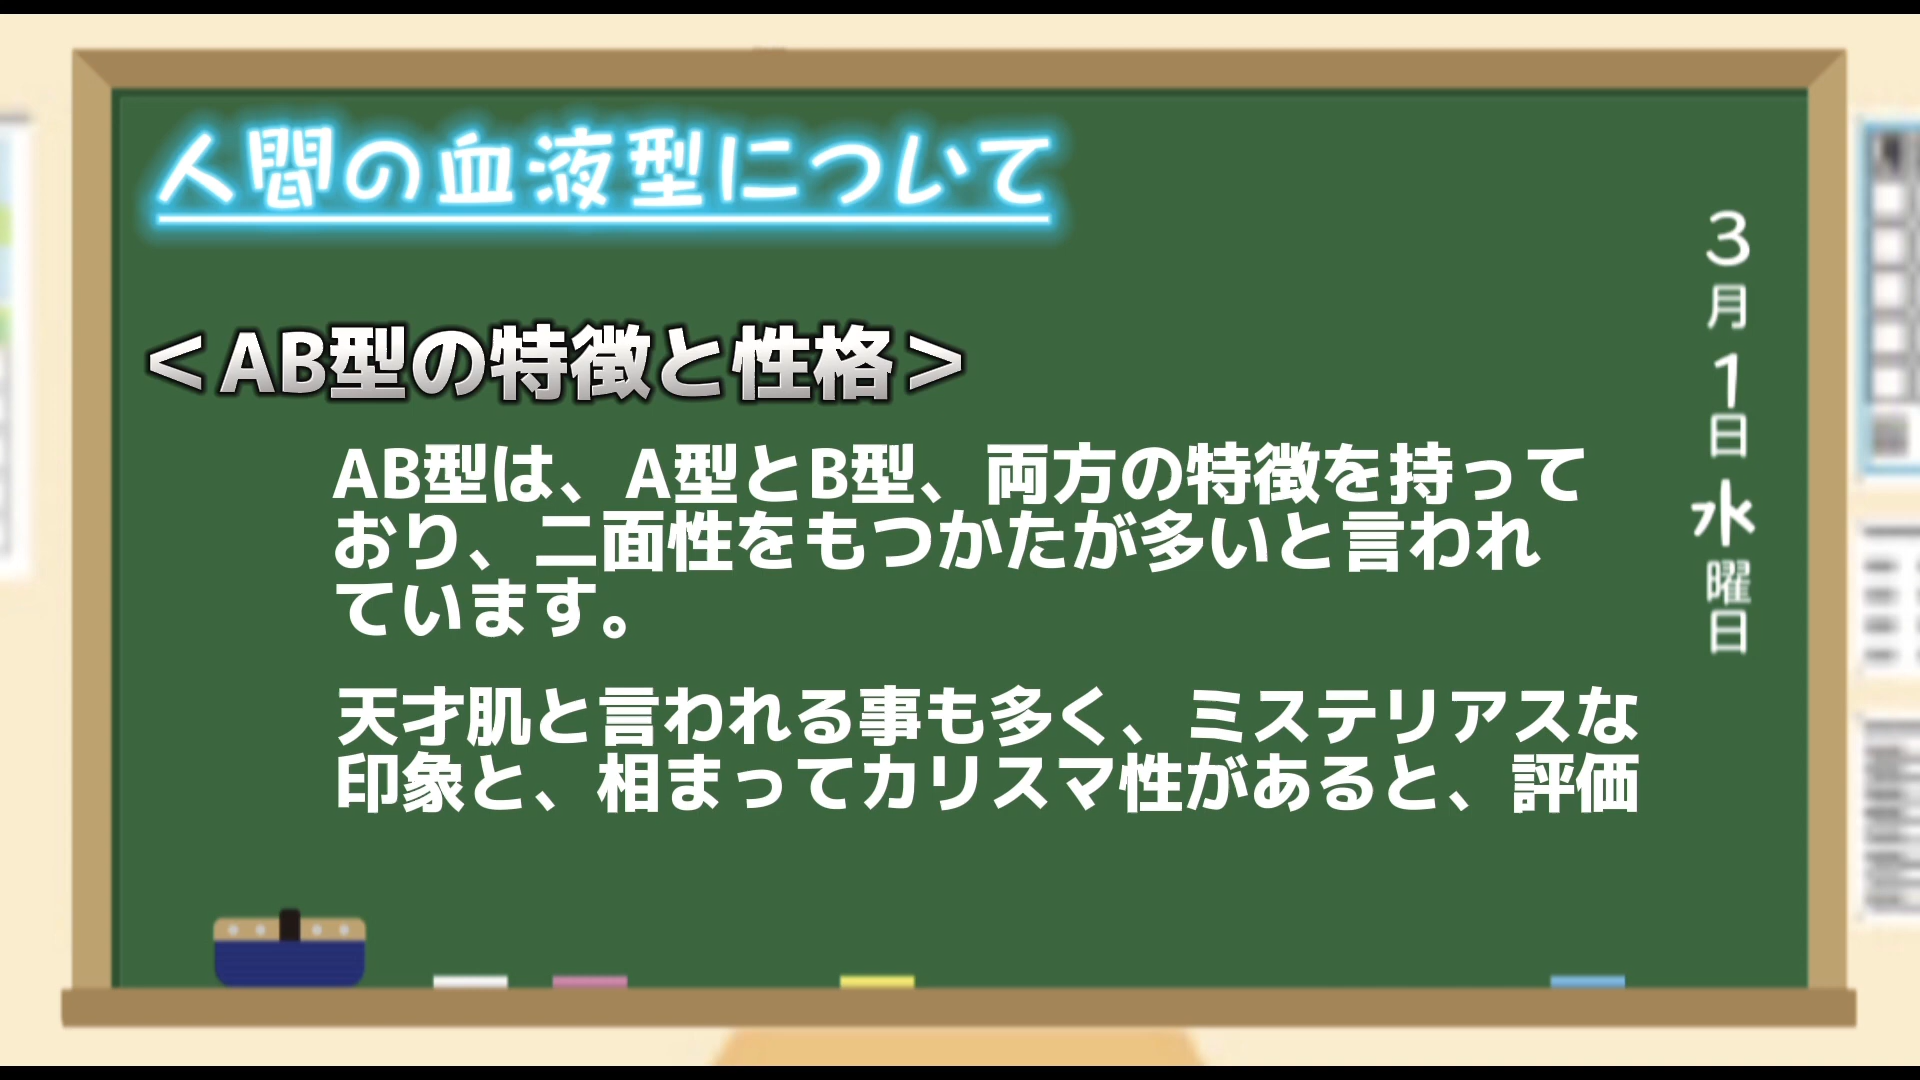 人間の血液型について
＜AB型の特徴と性格＞
AB型は、A型とB型、両方の特徴を持って
おり、二面性をもつかたが多いと言われ
ています。
天才肌と言われる事も多く、ミステリアスな
印象と、相まってカリスマ性があると、評価
3月1日水曜日